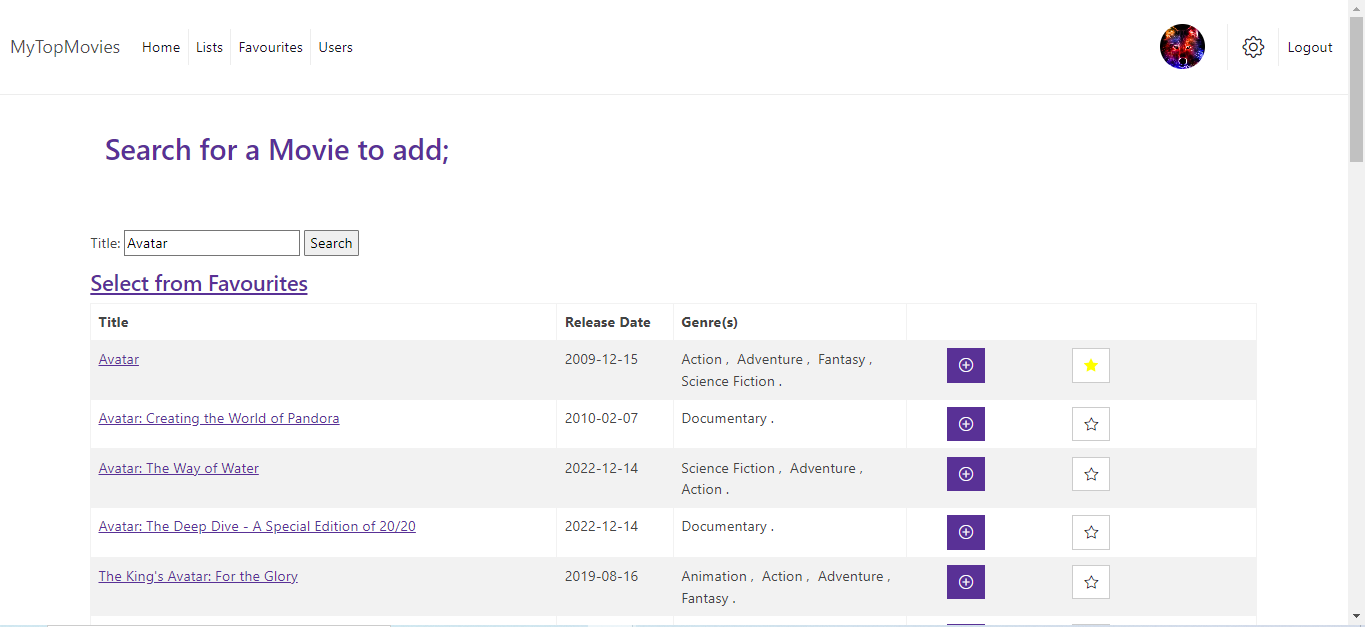 MyTopMovies Home Lists Favourites Users Logout
Search for a Movie to add;
Title: Avatar Search
Select from Favourites
Title Release Date Genre(s)
Avatar 2009-12-15 Action , Adventure , Fantasy ,
Science Fiction .
Avatar: Creating the World of Pandora 2010-02-07 Documentary .
Avatar: The Way of Water 2022-12-14 Science Fiction , Adventure ,
Action .
Avatar: The Deep Dive - A Special Edition of 20/20 2022-12-14 Documentary .
The King's Avatar: For the Glory 2019-08-16 Animation , Action , Adventure ,
Fantasy .